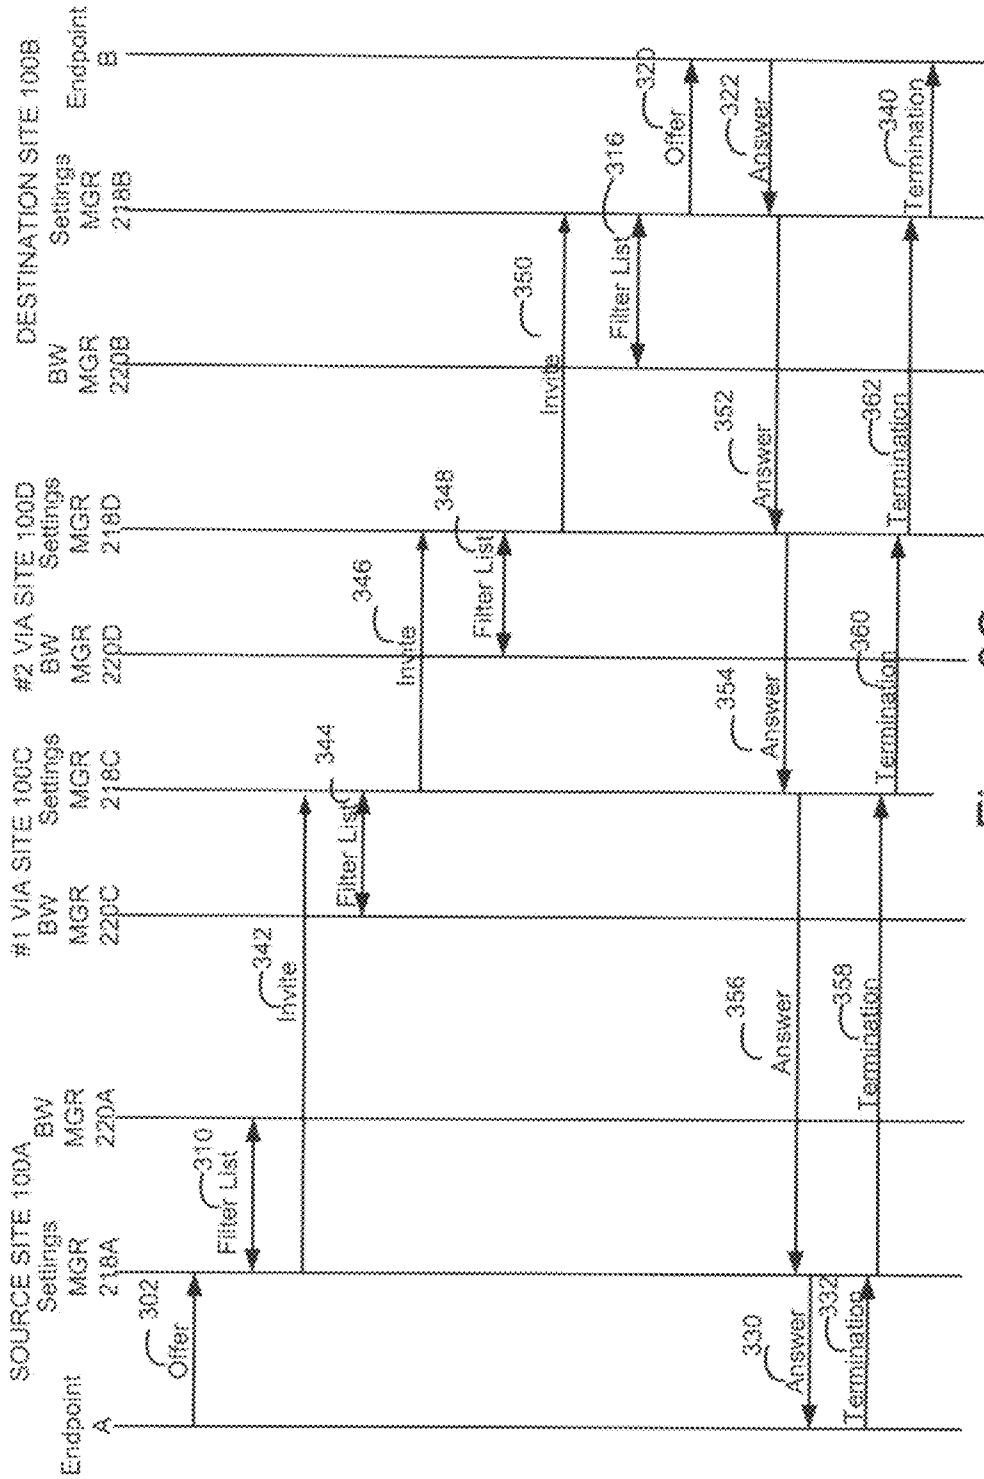 SOURCE SITE 100A
#1 VIA SITE 100C
#2 VIA SITE 100D
DESTINATION SITE 100B
Endpoint
A
Settings
MGR
218A
BW
MGR
220A
BW
MGR
220C
Settings
MGR
218C
BW
MGR
220D
Settings
MGR
218D
BW
MGR
220B
Settings
MGR
218B
Endpoint
B
302
Offer
310
Filter List
342
Invite
344
Filter List
346
Invite
348
Filter List
350
Invite
316
Filter List
320
Offer
322
Answer
352
Answer
354
Answer
356
Answer
330
Answer
332
Termination
358
Termination
360
Termination
362
Termination
340
Termination